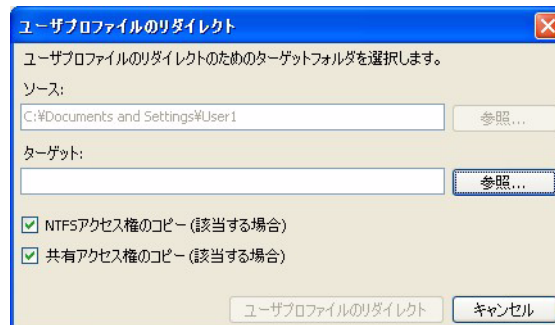 ユーザプロファイルのリダイレクト
ユーザプロファイルのリダイレクトのためのターゲットフォルダを選択します。
ソース:
C:¥Documents and Settings¥User1
参照...
ターゲット:
参照...
NTFSアクセス権のコピー(該当する場合)
共有アクセス権のコピー(該当する場合)
ユーザプロファイルのリダイレクト
キャンセル